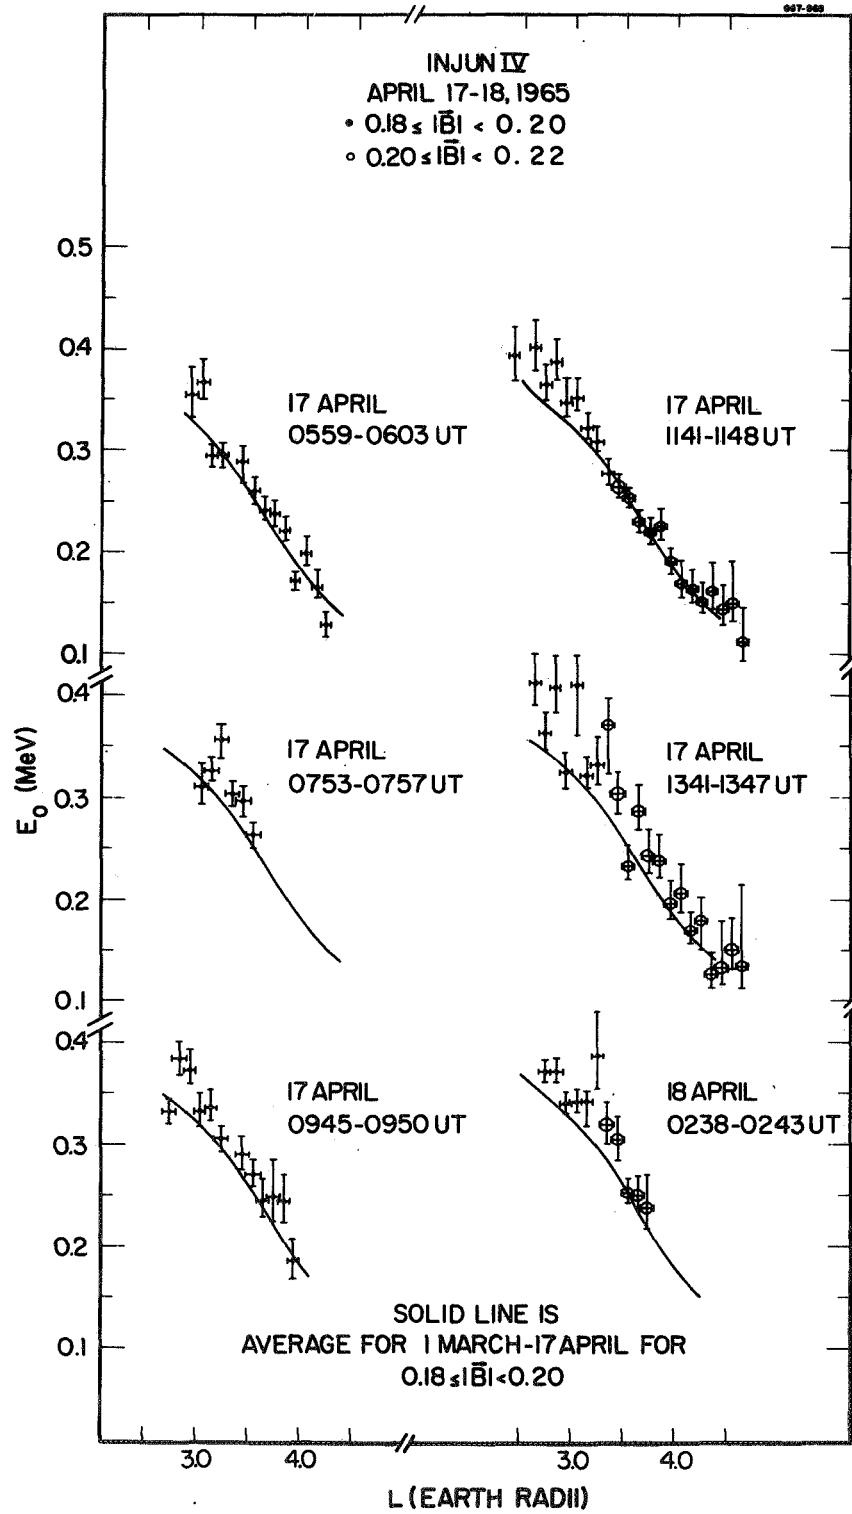 967-868
INJUN IV
APRIL 17-18, 1965
• 0.18 ≤ |B⃗| < 0.20
○ 0.20 ≤ |B⃗| < 0.22
0.5
0.4
0.3
0.2
0.1
17 APRIL
0559-0603 UT
17 APRIL
1141-1148 UT
0.4
0.3
0.2
0.1
17 APRIL
0753-0757 UT
17 APRIL
1341-1347 UT
E₀ (MeV)
0.4
0.3
0.2
0.1
17 APRIL
0945-0950 UT
18 APRIL
0238-0243 UT
SOLID LINE IS
AVERAGE FOR 1 MARCH-17 APRIL FOR
0.18 ≤ |B⃗| < 0.20
3.0 4.0 3.0 4.0
L (EARTH RADII)